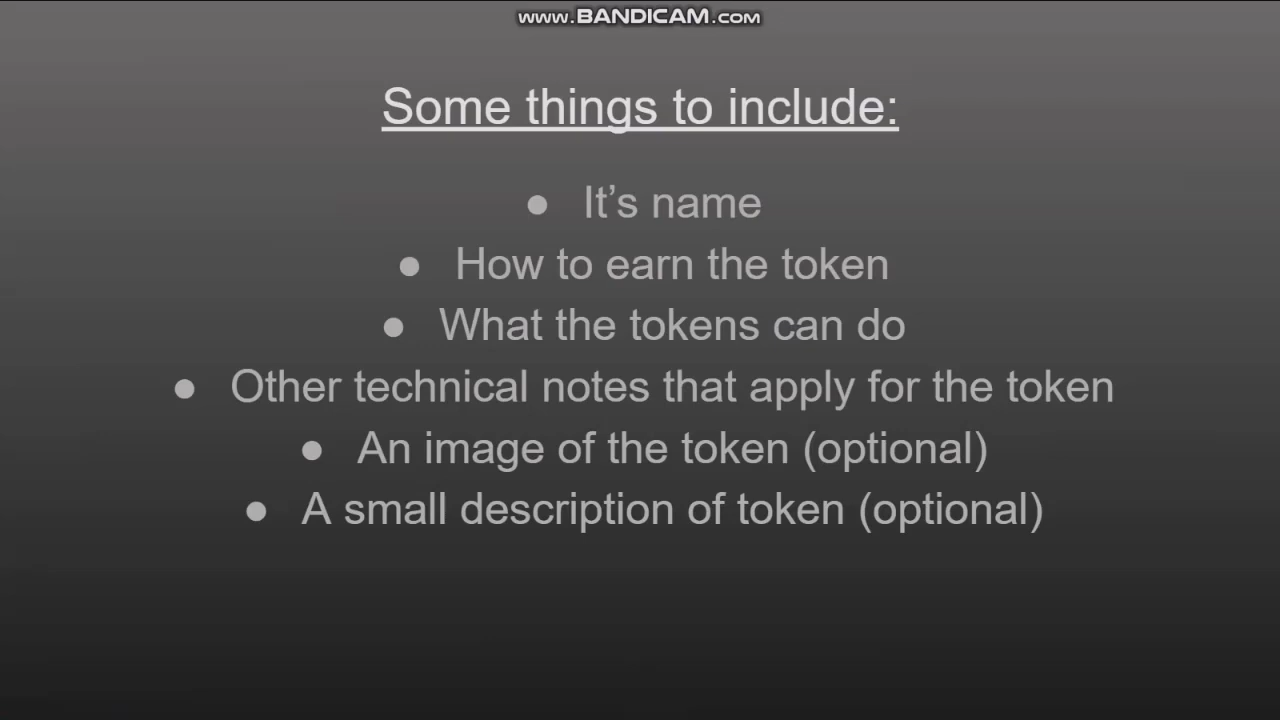 www.BANDICAM.com
Some things to include:
● It’s name
● How to earn the token
● What the tokens can do
● Other technical notes that apply for the token
● An image of the token (optional)
● A small description of token (optional)